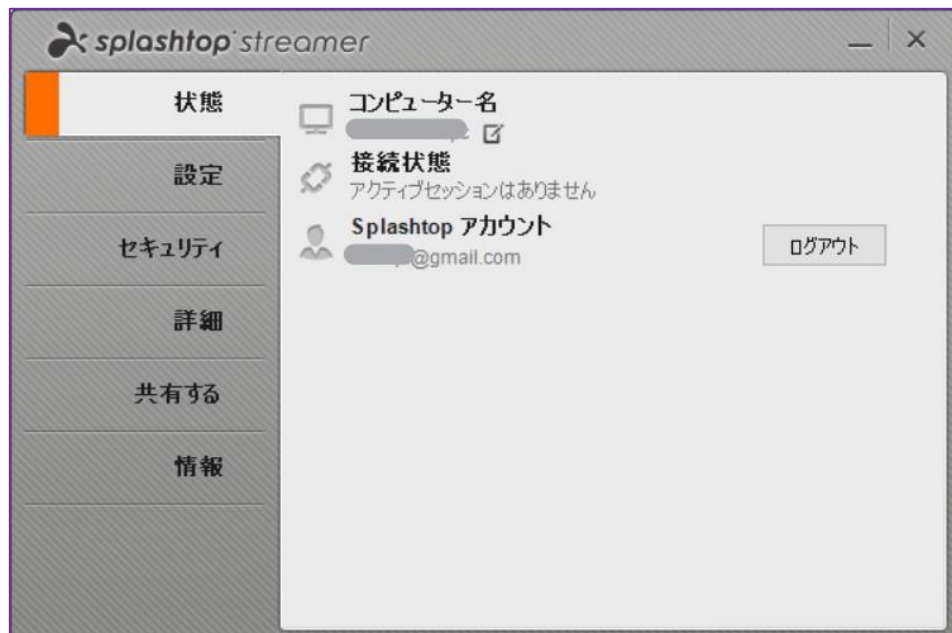 splashtop streamer
状態
設定
セキュリティ
詳細
共有する
情報
コンピューター名
接続状態
アクティブセッションはありません
Splashtop アカウント
@gmail.com
ログアウト